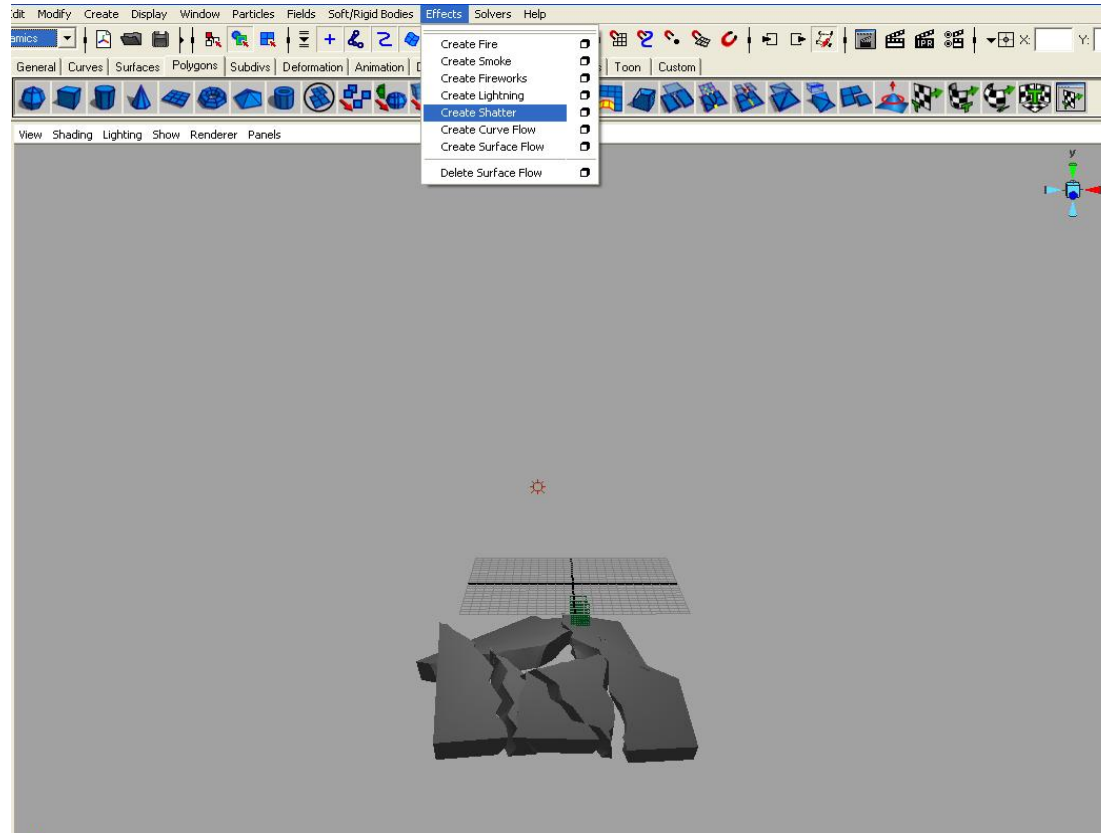 dit Modify Create Display Window Particles Fields Soft/Rigid Bodies Effects Solvers Help
amics X: Y:
General Curves Surfaces Polygons Subdivs Deformation Animation Toon Custom
Create Fire
Create Smoke
Create Fireworks
Create Lightning
Create Shatter
Create Curve Flow
Create Surface Flow
Delete Surface Flow
View Shading Lighting Show Renderer Panels
y